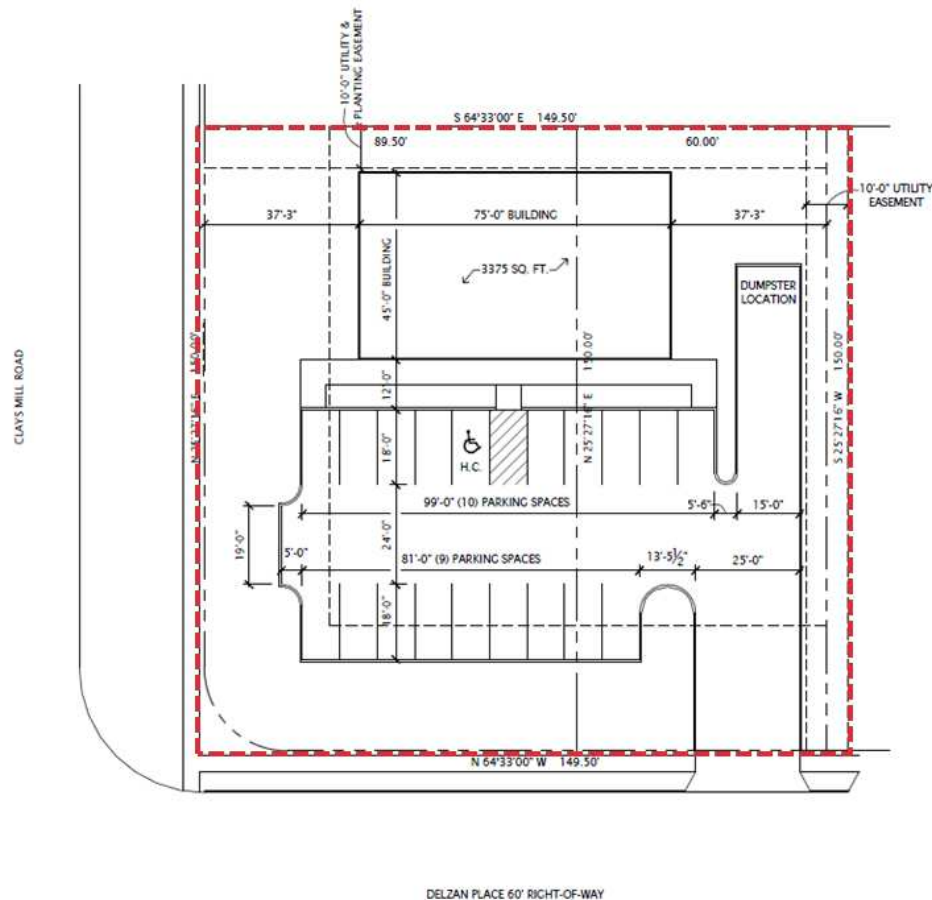 10'-0" UTILITY &
PLANTING EASEMENT
S 64°33'00" E 149.50'
89.50'
60.00'
10'-0" UTILITY
EASEMENT
37'-3"
75'-0" BUILDING
37'-3"
3375 SQ. FT.
45'-0" BUILDING
DUMPSTER
LOCATION
CLAYS MILL ROAD
N 25°27'16" E 150.00'
N 25°27'16" E 150.00'
S 25°27'16" W 150.00'
12'-0"
18'-0"
H.C.
99'-0" (10) PARKING SPACES
5'-6"
15'-0"
19'-0"
5'-0"
24'-0"
81'-0" (9) PARKING SPACES
13'-5½"
25'-0"
18'-0"
N 64°33'00" W 149.50'
DELZAN PLACE 60' RIGHT-OF-WAY